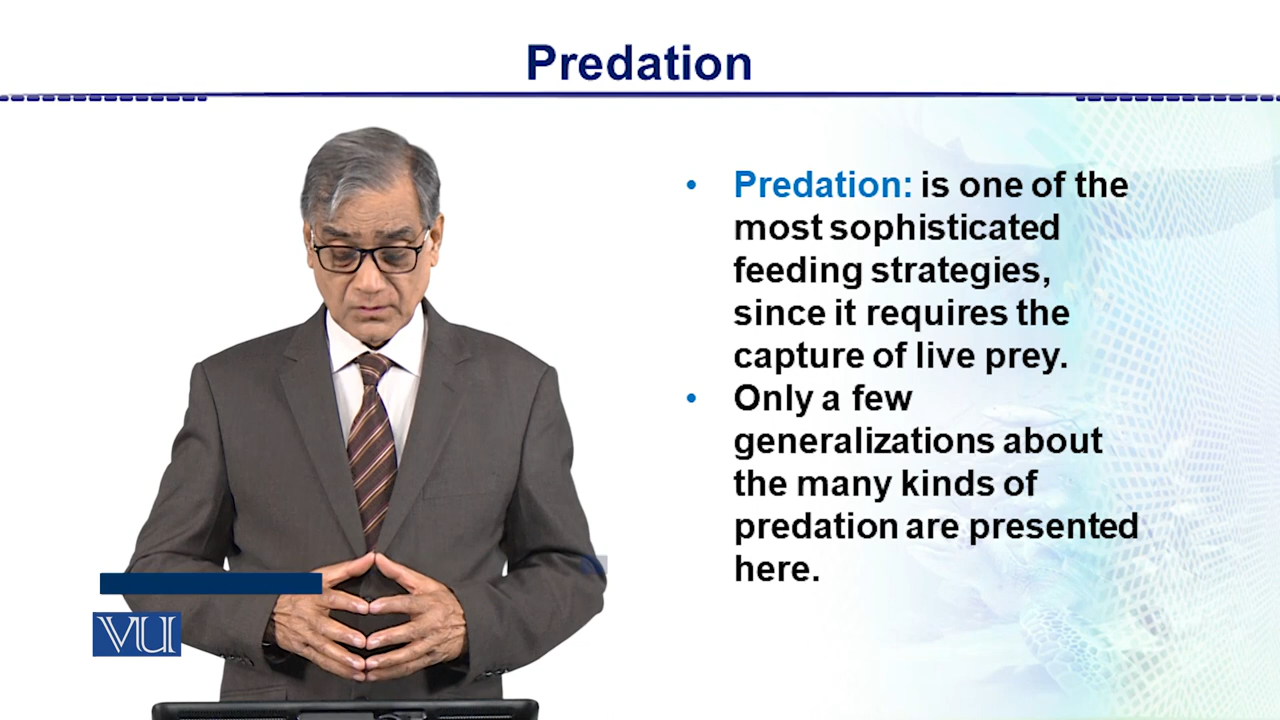 Predation
• Predation: is one of the
most sophisticated
feeding strategies,
since it requires the
capture of live prey.
• Only a few
generalizations about
the many kinds of
predation are presented
here.
VU